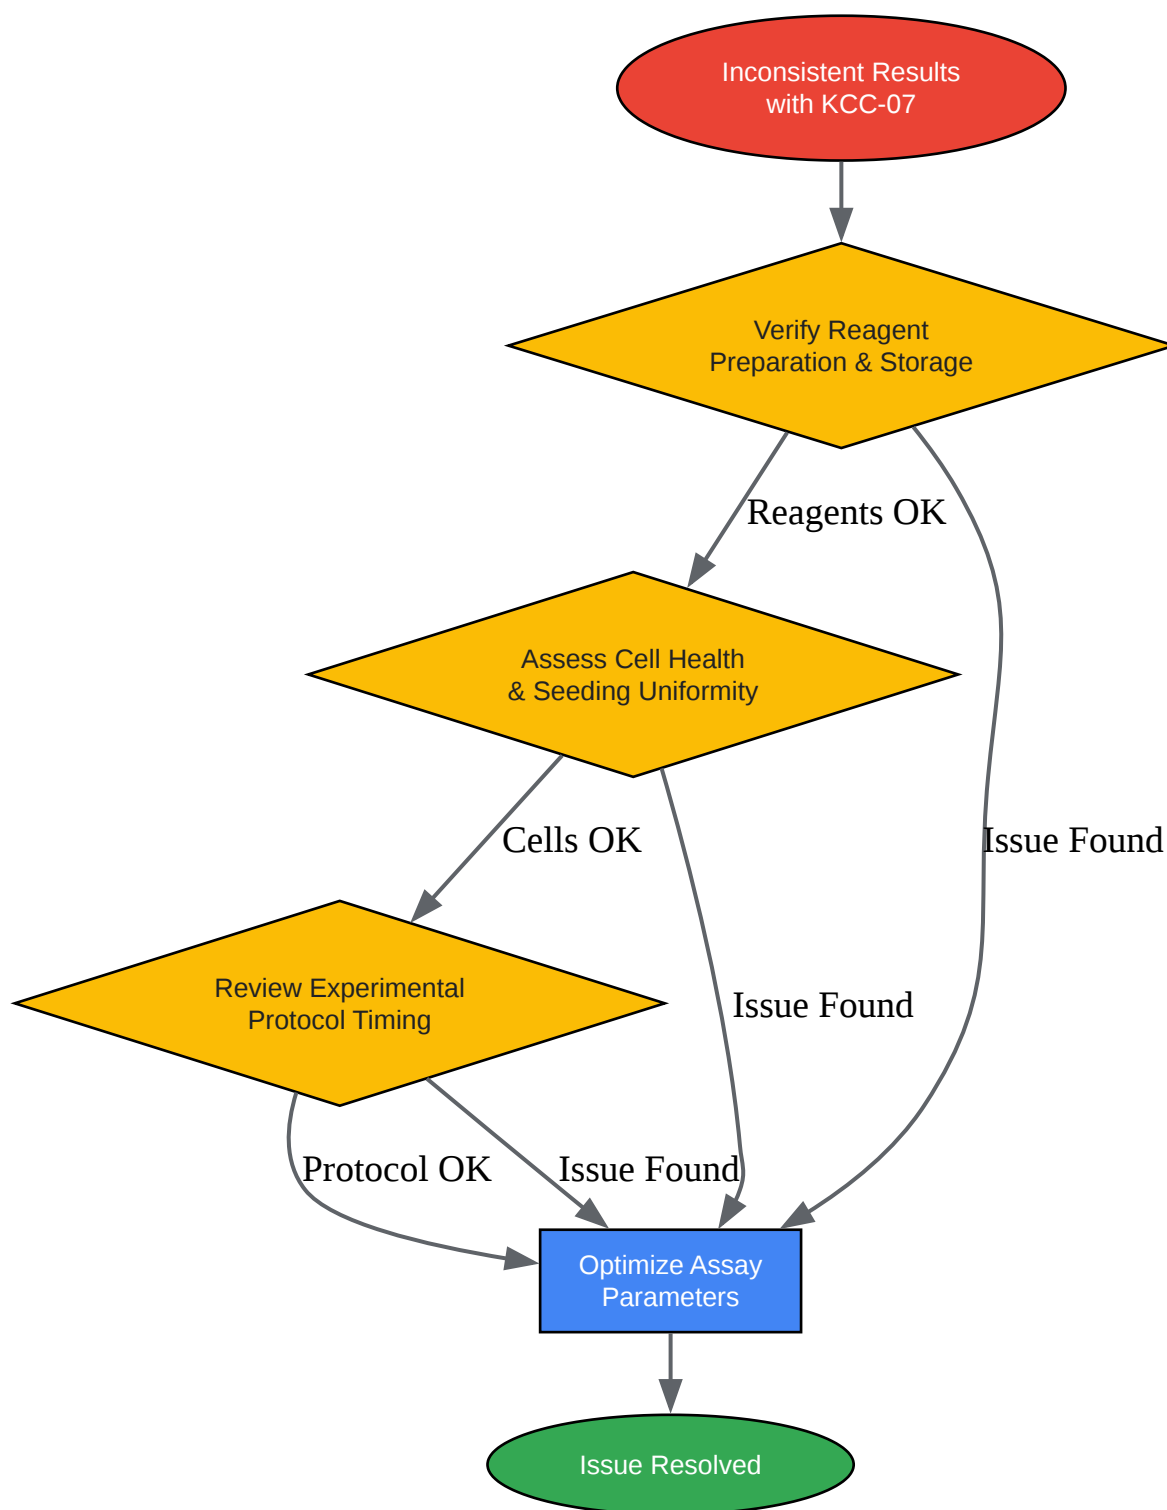 Inconsistent Results
with KCC-07
Verify Reagent
Preparation & Storage
Reagents OK
Assess Cell Health
& Seeding Uniformity
Cells OK
Issue Found
Review Experimental
Protocol Timing
Issue Found
Protocol OK
Issue Found
Optimize Assay
Parameters
Issue Resolved